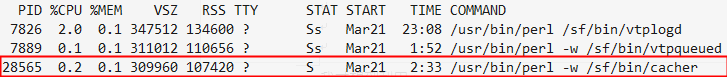 PID %CPU %MEM VSZ RSS TTY STAT START TIME COMMAND
7826 2.0 0.1 347512 134600 ? Ss Mar21 23:08 /usr/bin/perl /sf/bin/vtplogd
7889 0.1 0.1 311012 110656 ? Ss Mar21 1:52 /usr/bin/perl -w /sf/bin/vtpqueued
28565 0.2 0.1 309960 107420 ? S Mar21 2:33 /usr/bin/perl -w /sf/bin/cacher